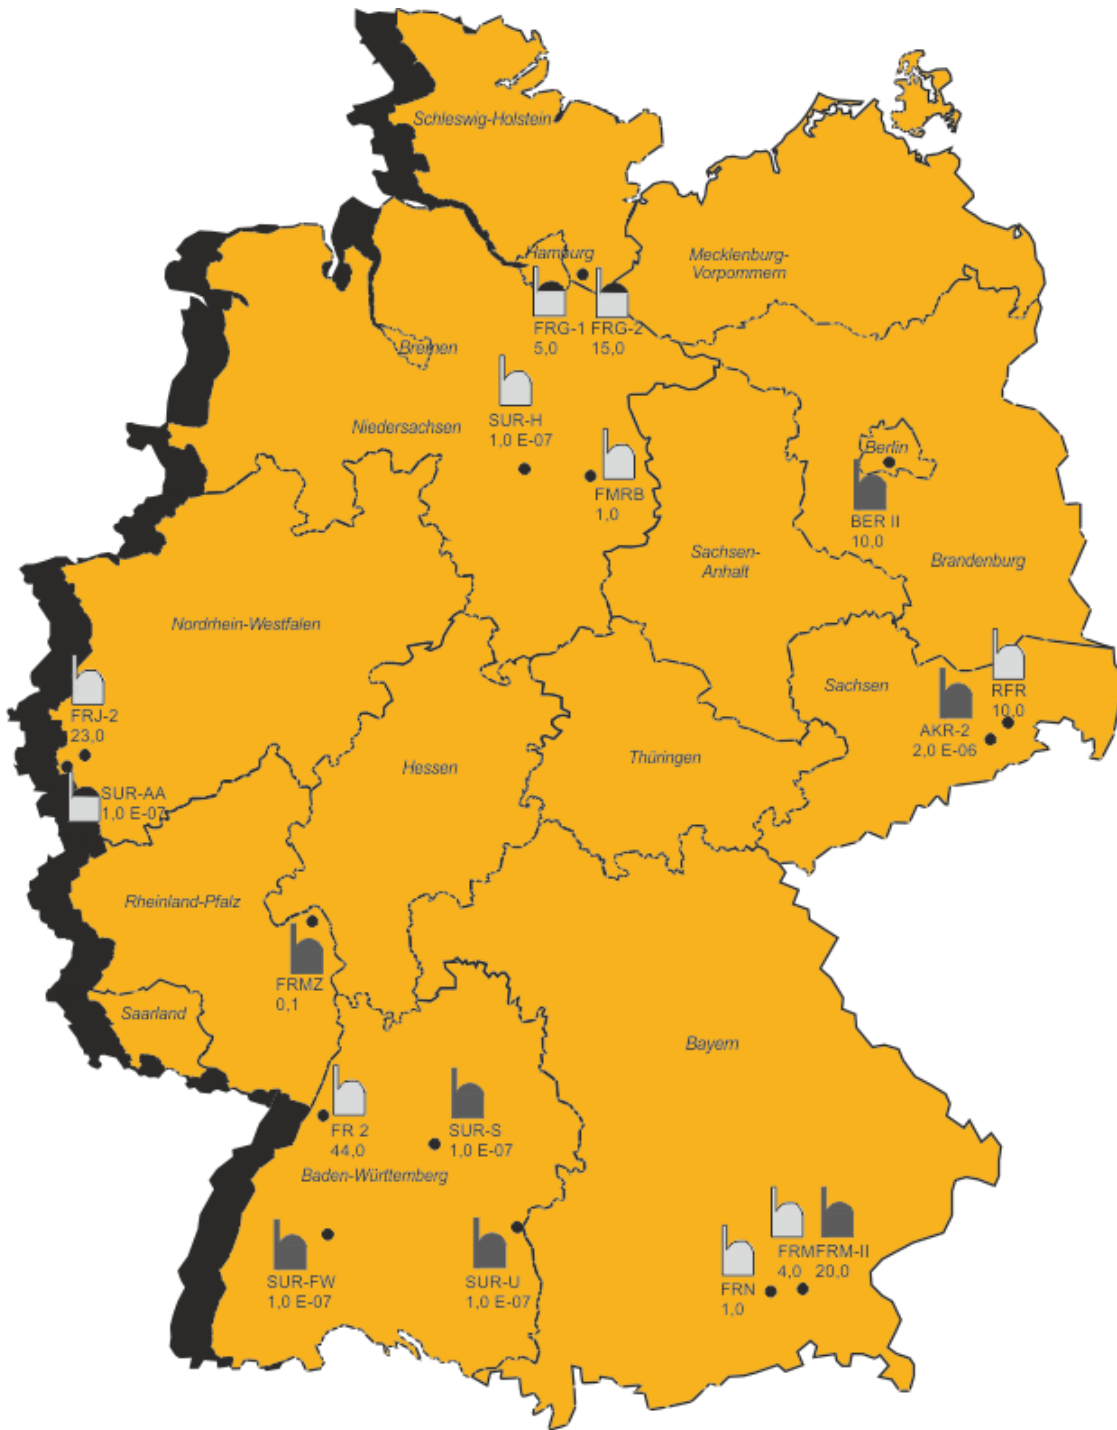 Schleswig-Holstein
Hamburg
Mecklenburg-
Vorpommern
FRG-1
5,0
FRG-2
15,0
Bremen
SUR-H
1,0 E-07
Niedersachsen
FMRB
1,0
Berlin
BER II
10,0
Sachsen-
Anhalt
Brandenburg
Nordrhein-Westfalen
FRJ-2
23,0
Sachsen
RFR
10,0
AKR-2
2,0 E-06
Hessen
Thüringen
SUR-AA
1,0 E-07
Rheinland-Pfalz
FRMZ
0,1
Saarland
Bayern
FR 2
44,0
SUR-S
1,0 E-07
Baden-Württemberg
SUR-FW
1,0 E-07
SUR-U
1,0 E-07
FRM
4,0
FRM-II
20,0
FRN
1,0